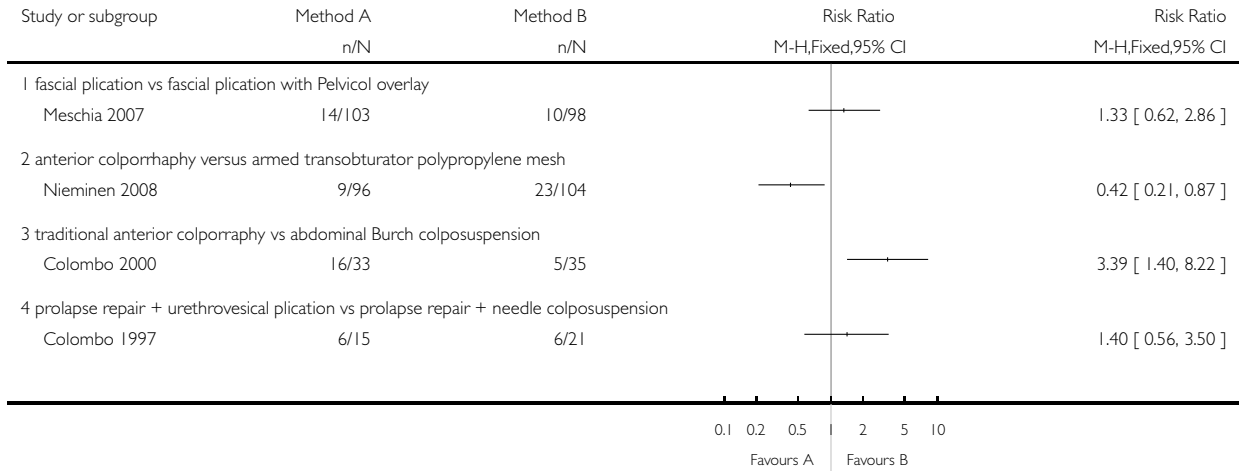 Study or subgroup Method A Method B Risk Ratio Risk Ratio
n/N n/N M-H,Fixed,95% CI M-H,Fixed,95% CI
1 fascial plication vs fascial plication with Pelvicol overlay
Meschia 2007 14/103 10/98 1.33 [ 0.62, 2.86 ]
2 anterior colporrhaphy versus armed transobturator polypropylene mesh
Nieminen 2008 9/96 23/104 0.42 [ 0.21, 0.87 ]
3 traditional anterior colporraphy vs abdominal Burch colposuspension
Colombo 2000 16/33 5/35 3.39 [ 1.40, 8.22 ]
4 prolapse repair + urethrovesical plication vs prolapse repair + needle colposuspension
Colombo 1997 6/15 6/21 1.40 [ 0.56, 3.50 ]
0.1 0.2 0.5 1 2 5 10
Favours A Favours B